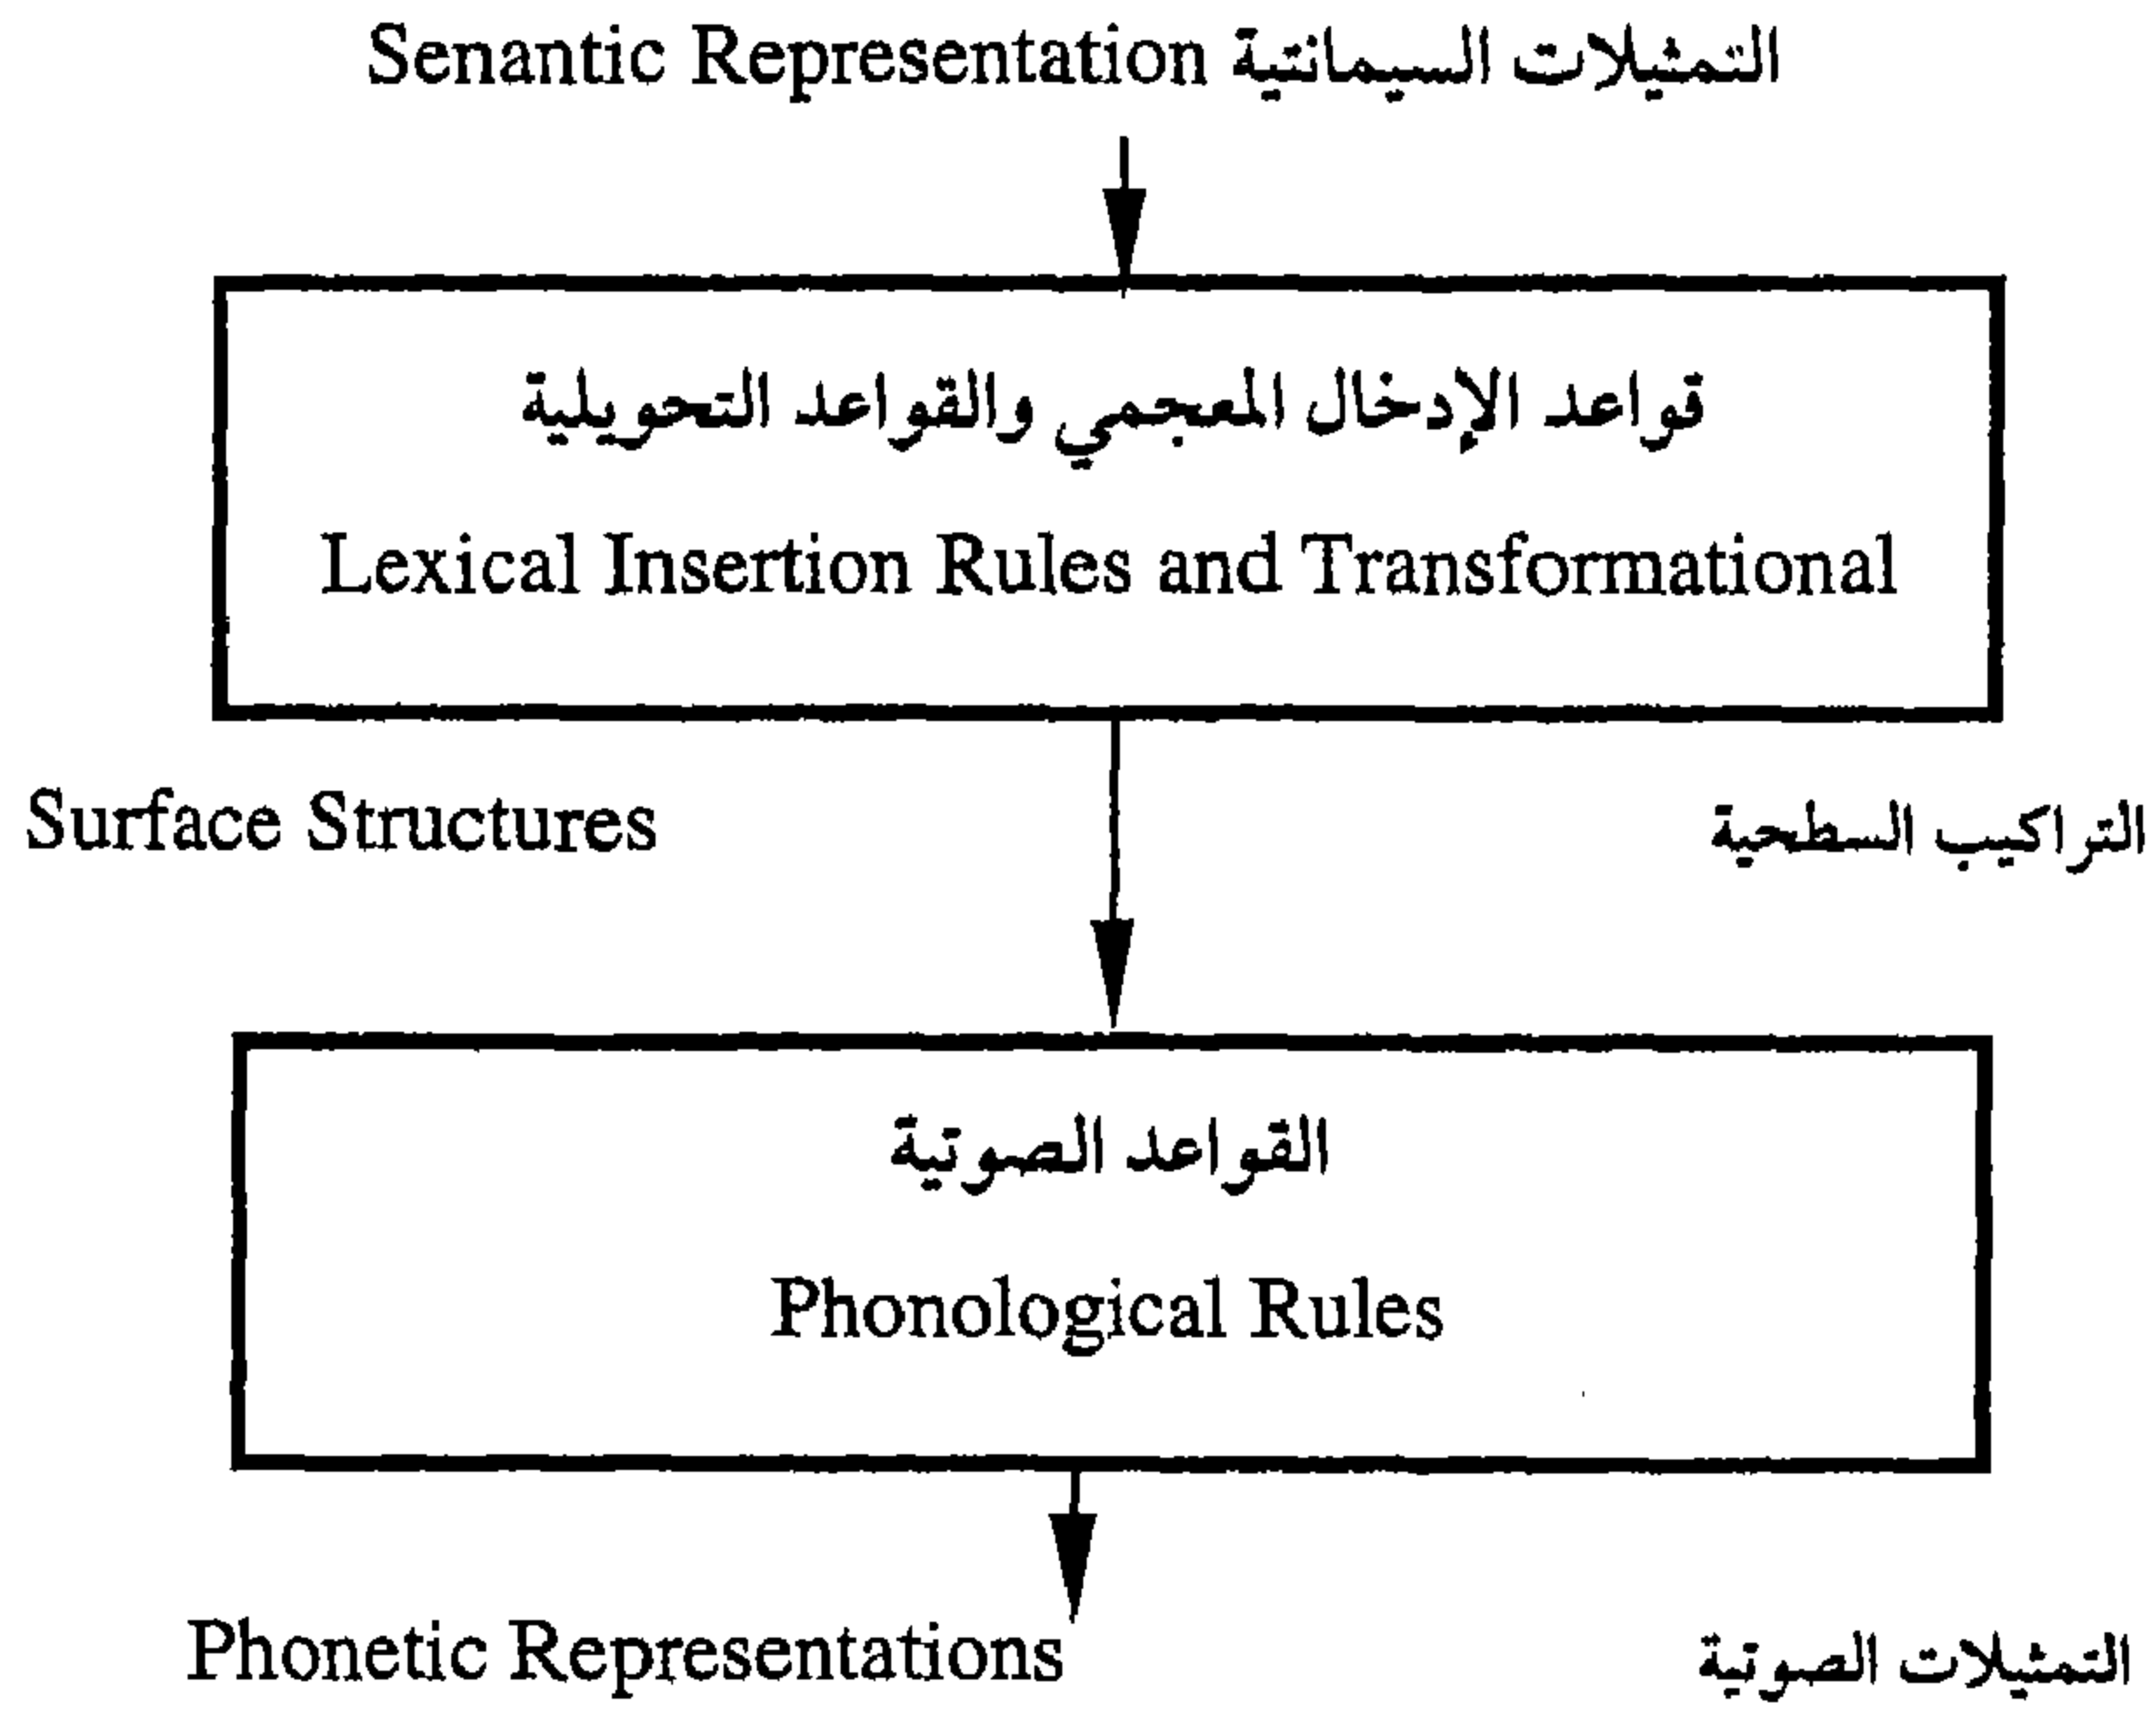 Senantic Representation التمثيلات السيمانتية
قواعد الإدخال المعجمي والقواعد التحويلية
Lexical Insertion Rules and Transformational
Surface Structures التراكيب السطحية
القواعد الصوتية
Phonological Rules
Phonetic Representations التمثيلات الصوتية